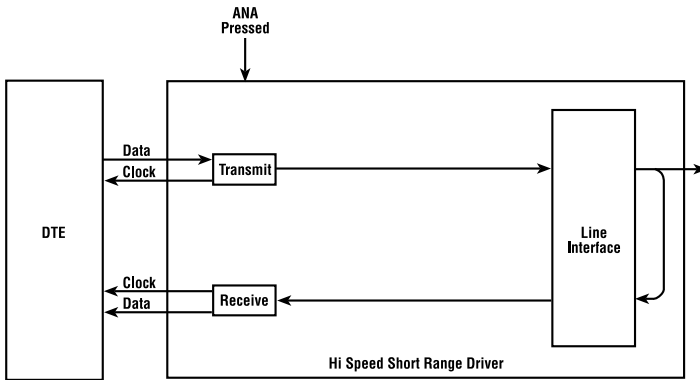 ANA
Pressed
Data
Transmit
Clock
DTE
Line
Interface
Clock
Receive
Data
Hi Speed Short Range Driver